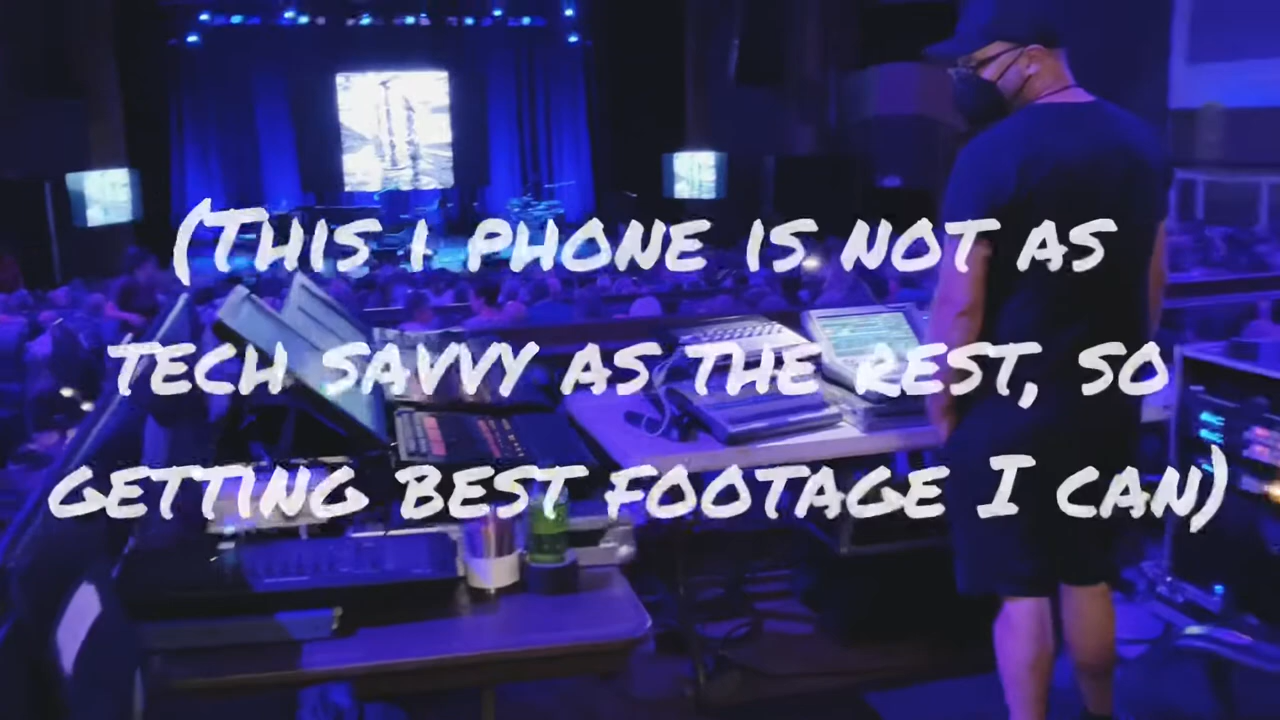 (This i phone is not as
tech savvy as the rest, so
getting best footage I can)